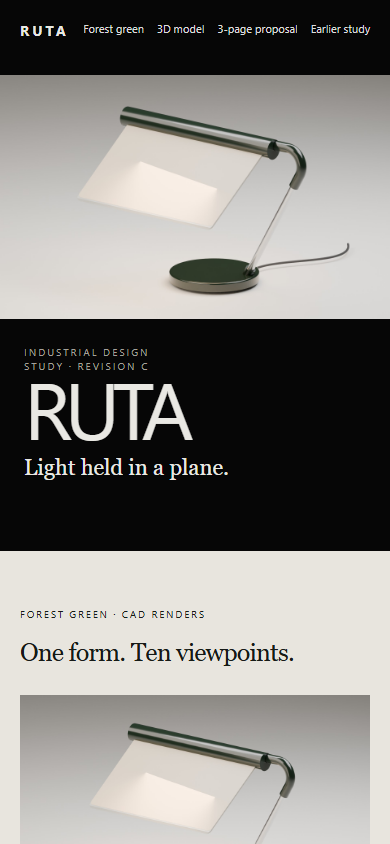 RUTA Forest green 3D model 3-page proposal Earlier study
INDUSTRIAL DESIGN
STUDY · REVISION C
RUTA
Light held in a plane.
FOREST GREEN · CAD RENDERS
One form. Ten viewpoints.